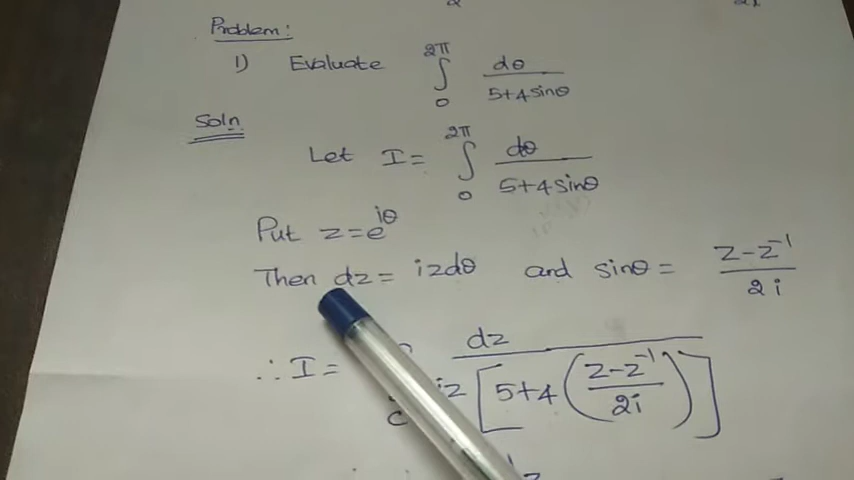 Problem:
1) Evaluate ∫₀^2π dθ / 5+4sinθ
Soln
Let I = ∫₀^2π dθ / 5+4sinθ
Put z = e^iθ
Then dz = izdθ and sinθ = z-z⁻¹ / 2i
∴ I = ∫c dz / iz[5+4(z-z⁻¹ / 2i)]